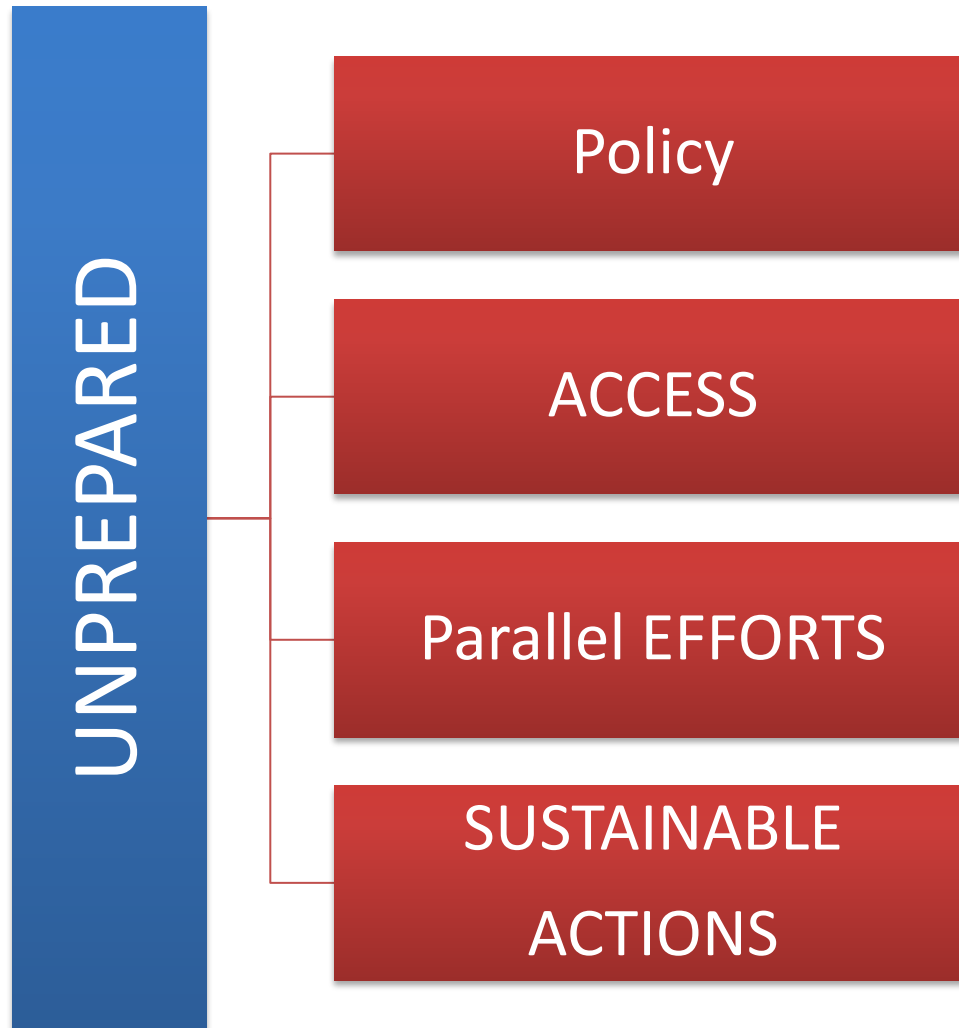 UNPREPARED
Policy
ACCESS
Parallel EFFORTS
SUSTAINABLE
ACTIONS